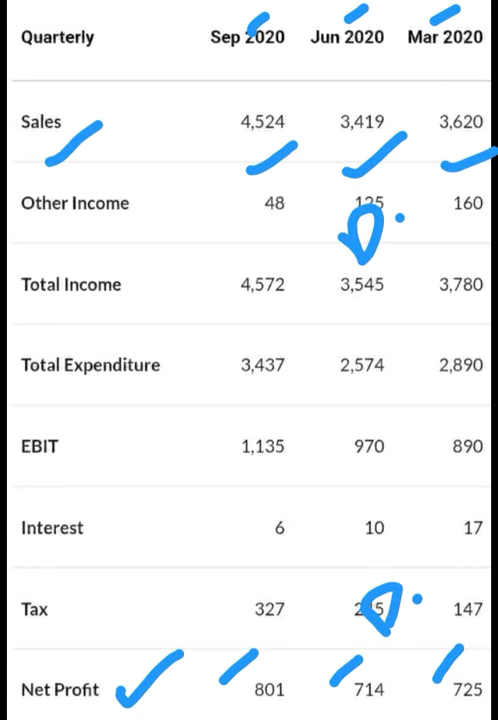 Quarterly Sep 2020 Jun 2020 Mar 2020
Sales 4,524 3,419 3,620
Other Income 48 125 160
Total Income 4,572 3,545 3,780
Total Expenditure 3,437 2,574 2,890
EBIT 1,135 970 890
Interest 6 10 17
Tax 327 147
Net Profit 801 714 725